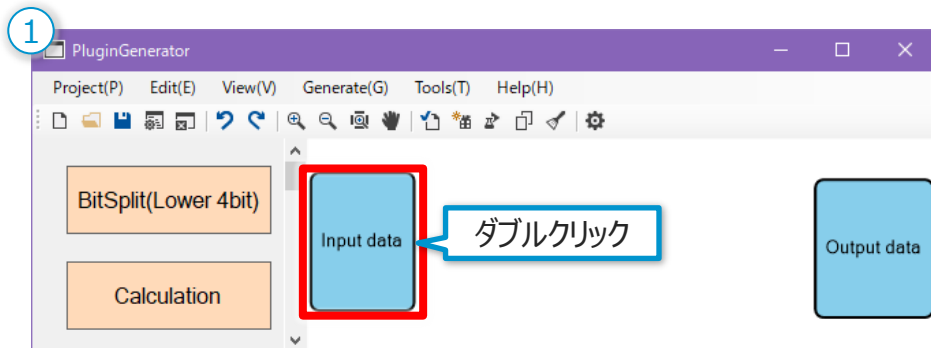 1
PluginGenerator
Project(P) Edit(E) View(V) Generate(G) Tools(T) Help(H)
BitSplit(Lower 4bit)
Input data
ダブルクリック
Output data
Calculation